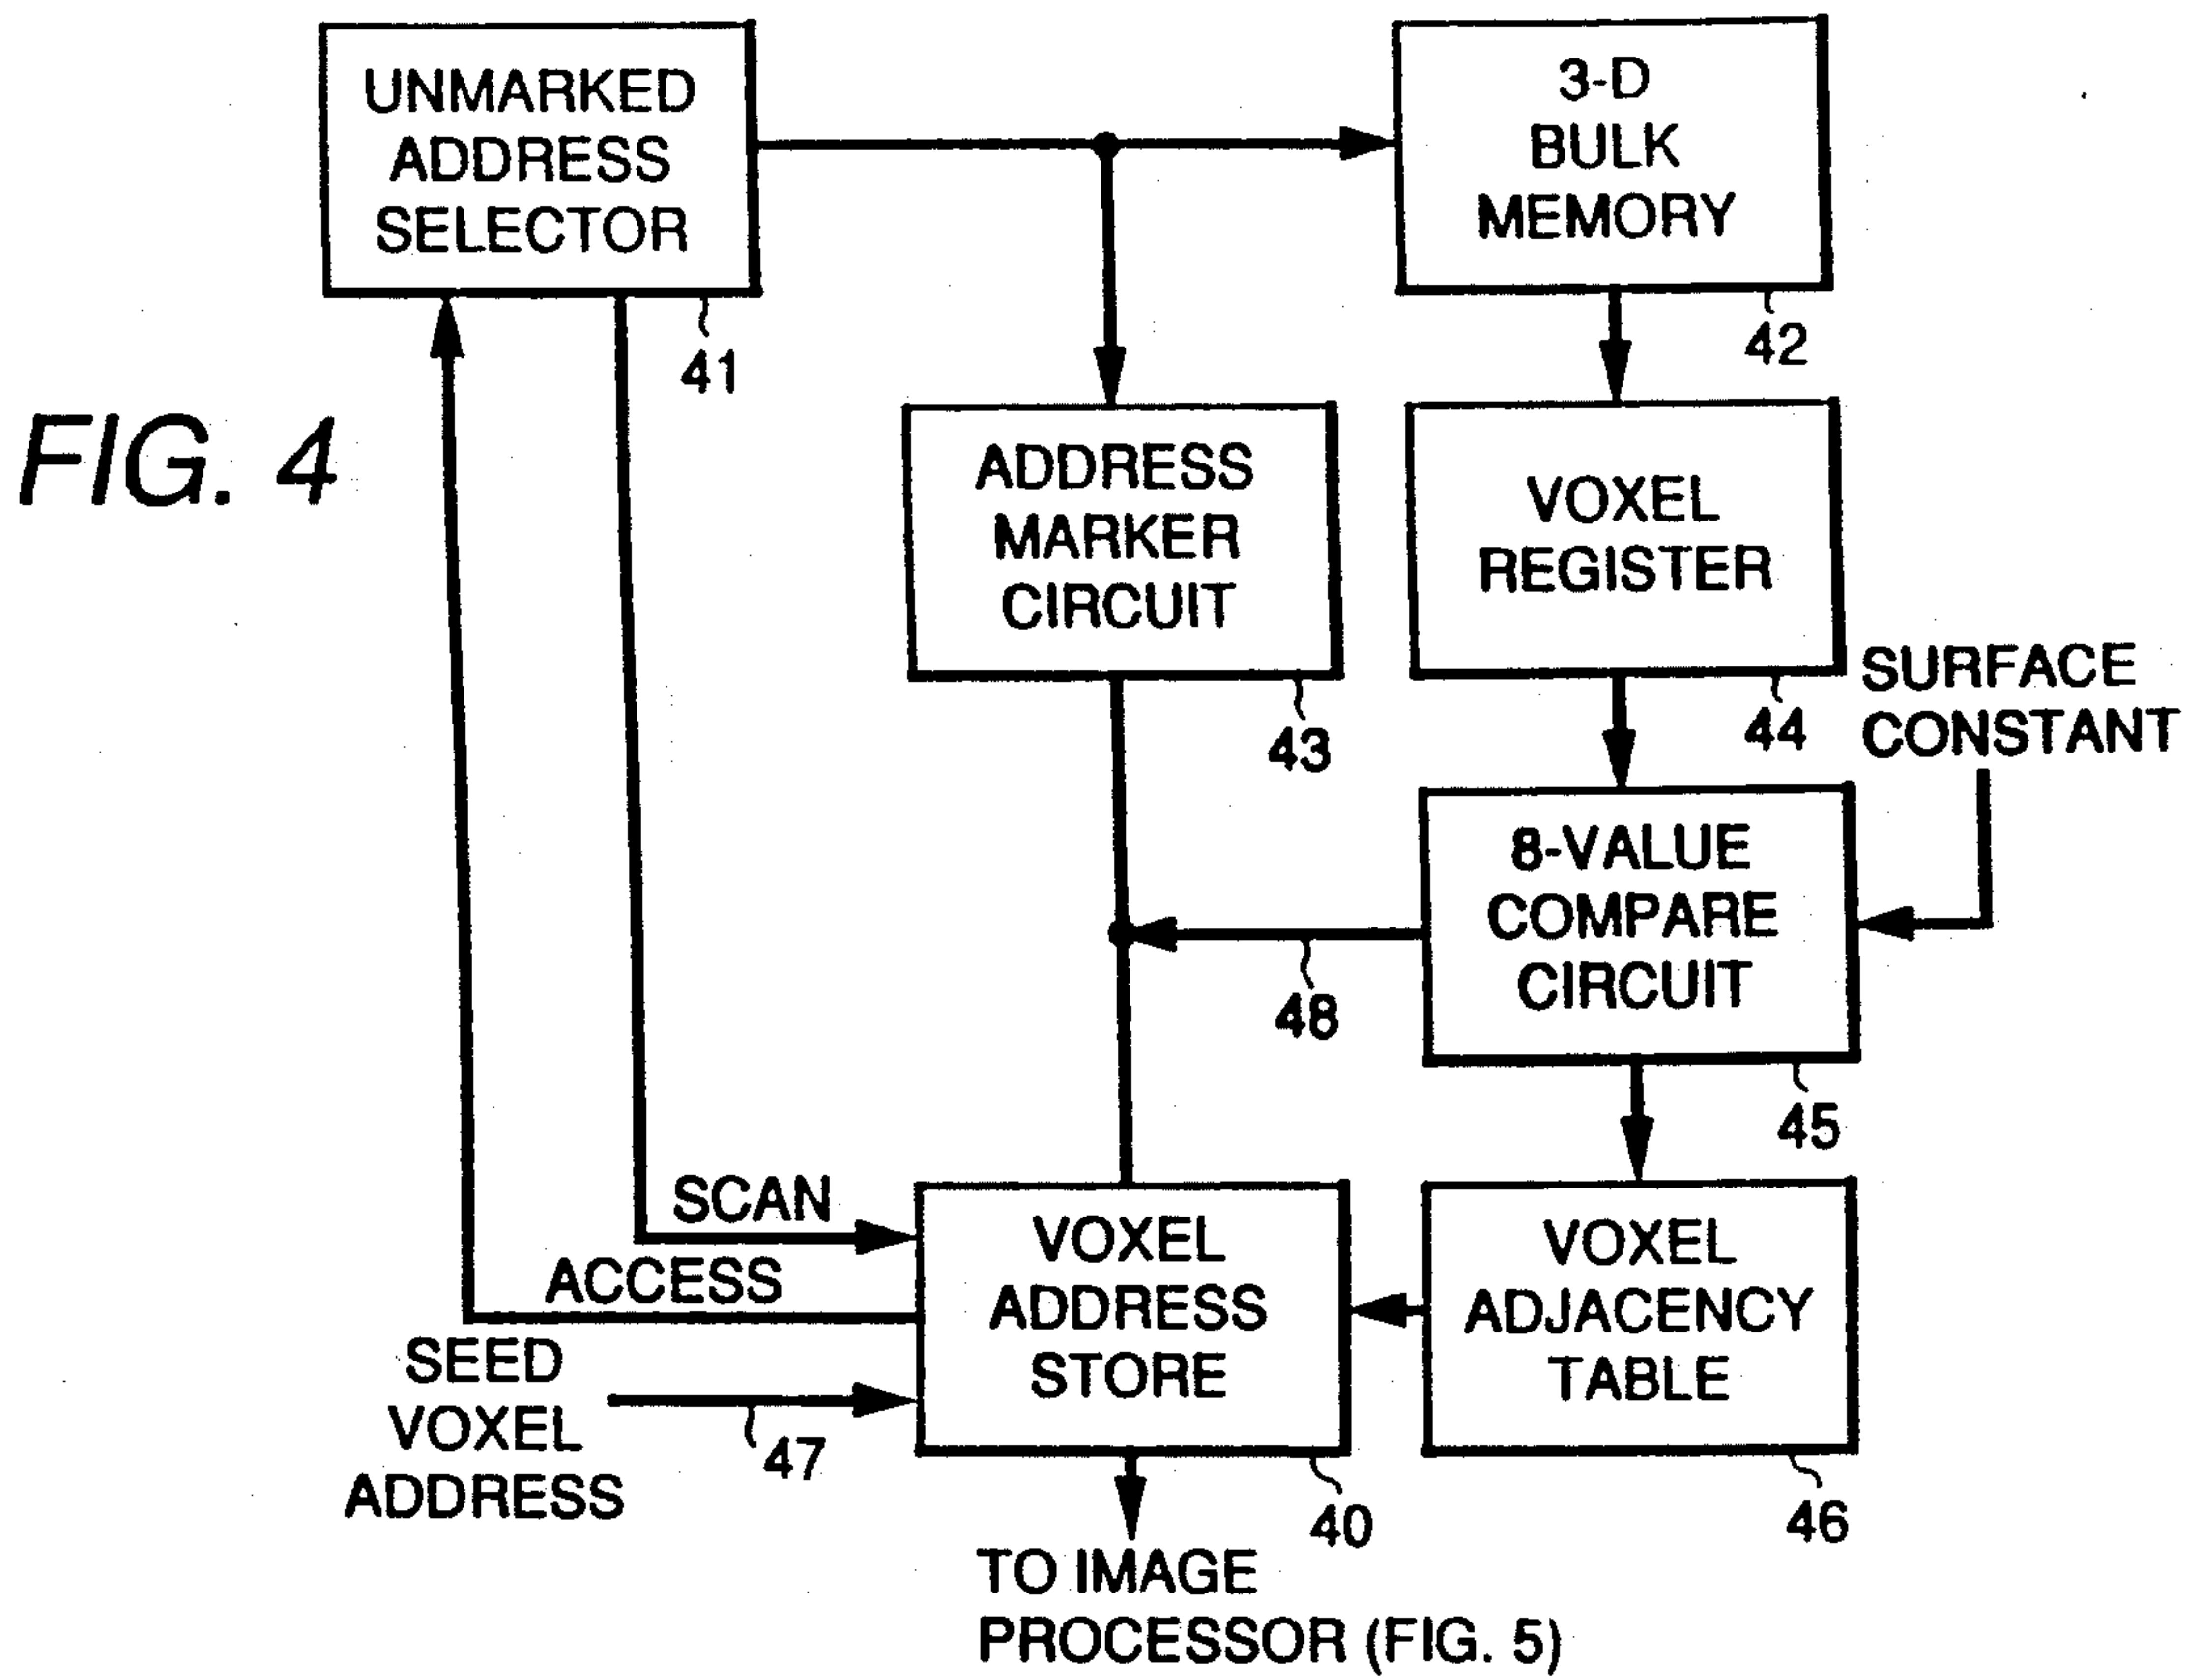 UNMARKED
ADDRESS
SELECTOR
41
3-D
BULK
MEMORY
42
FIG. 4
ADDRESS
MARKER
CIRCUIT
43
VOXEL
REGISTER
44
SURFACE
CONSTANT
8-VALUE
COMPARE
CIRCUIT
45
48
SCAN
ACCESS
SEED
VOXEL
ADDRESS
47
VOXEL
ADDRESS
STORE
40
VOXEL
ADJACENCY
TABLE
46
TO IMAGE
PROCESSOR (FIG. 5)